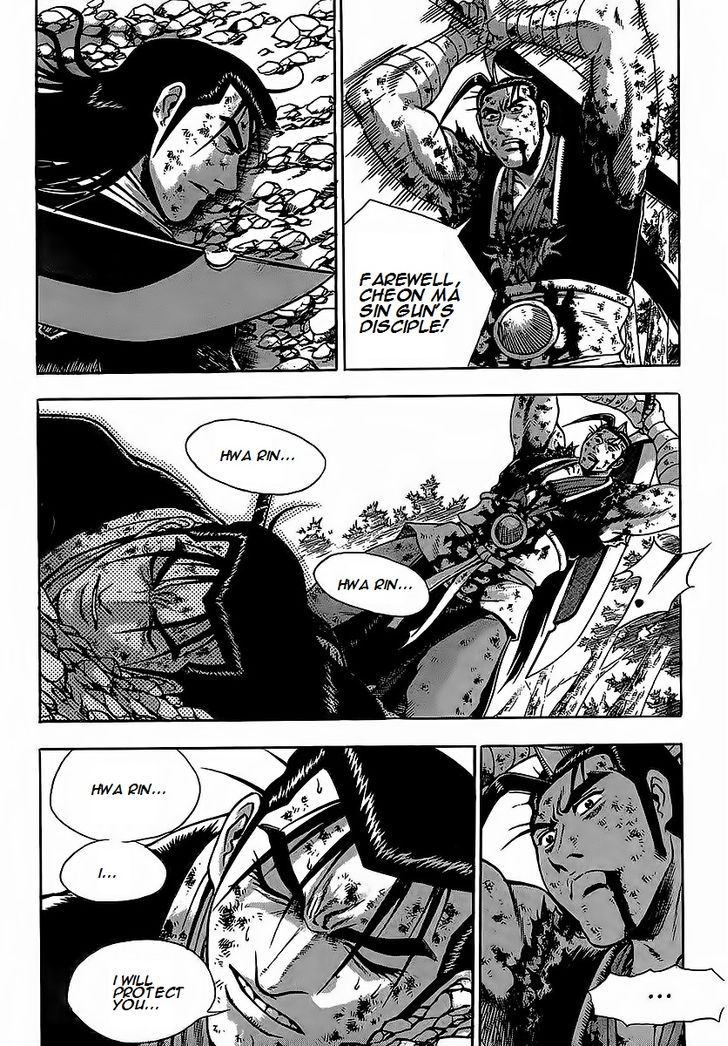 FAREWELL,
CHEON MA
SIN GUN'S
DISCIPLE!
HWA RIN...
HWA RIN...
HWA RIN...
I...
I WILL
PROTECT
YOU...
...